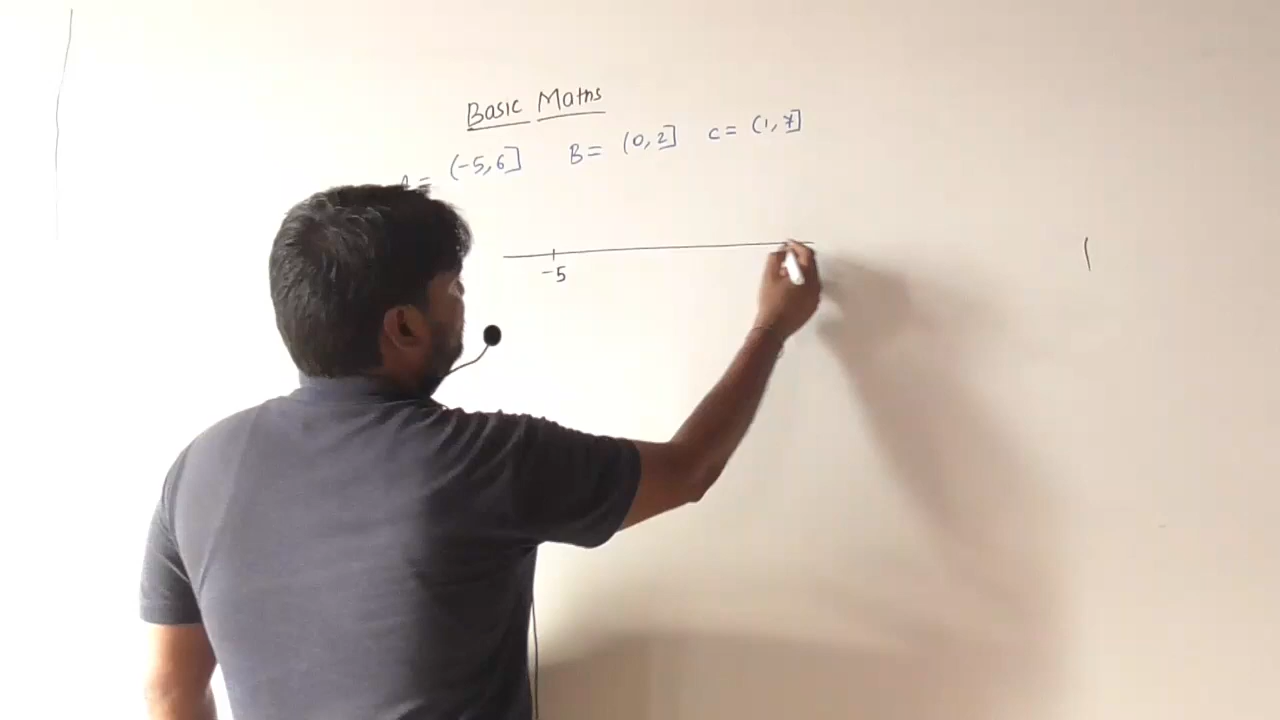 Basic Maths
A = (-5,6] B = (0,2] C = (1,7]
-5